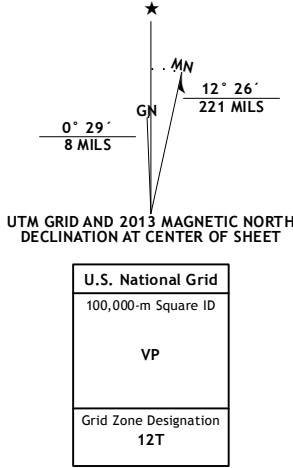 ★
MN
GN
12° 26´
221 MILS
0° 29´
8 MILS
UTM GRID AND 2013 MAGNETIC NORTH
DECLINATION AT CENTER OF SHEET
U.S. National Grid
100,000-m Square ID
VP
Grid Zone Designation
12T